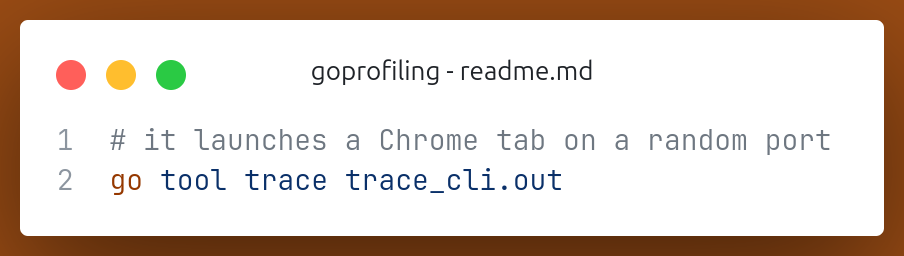 goprofiling - readme.md
1 # it launches a Chrome tab on a random port
2 go tool trace trace_cli.out